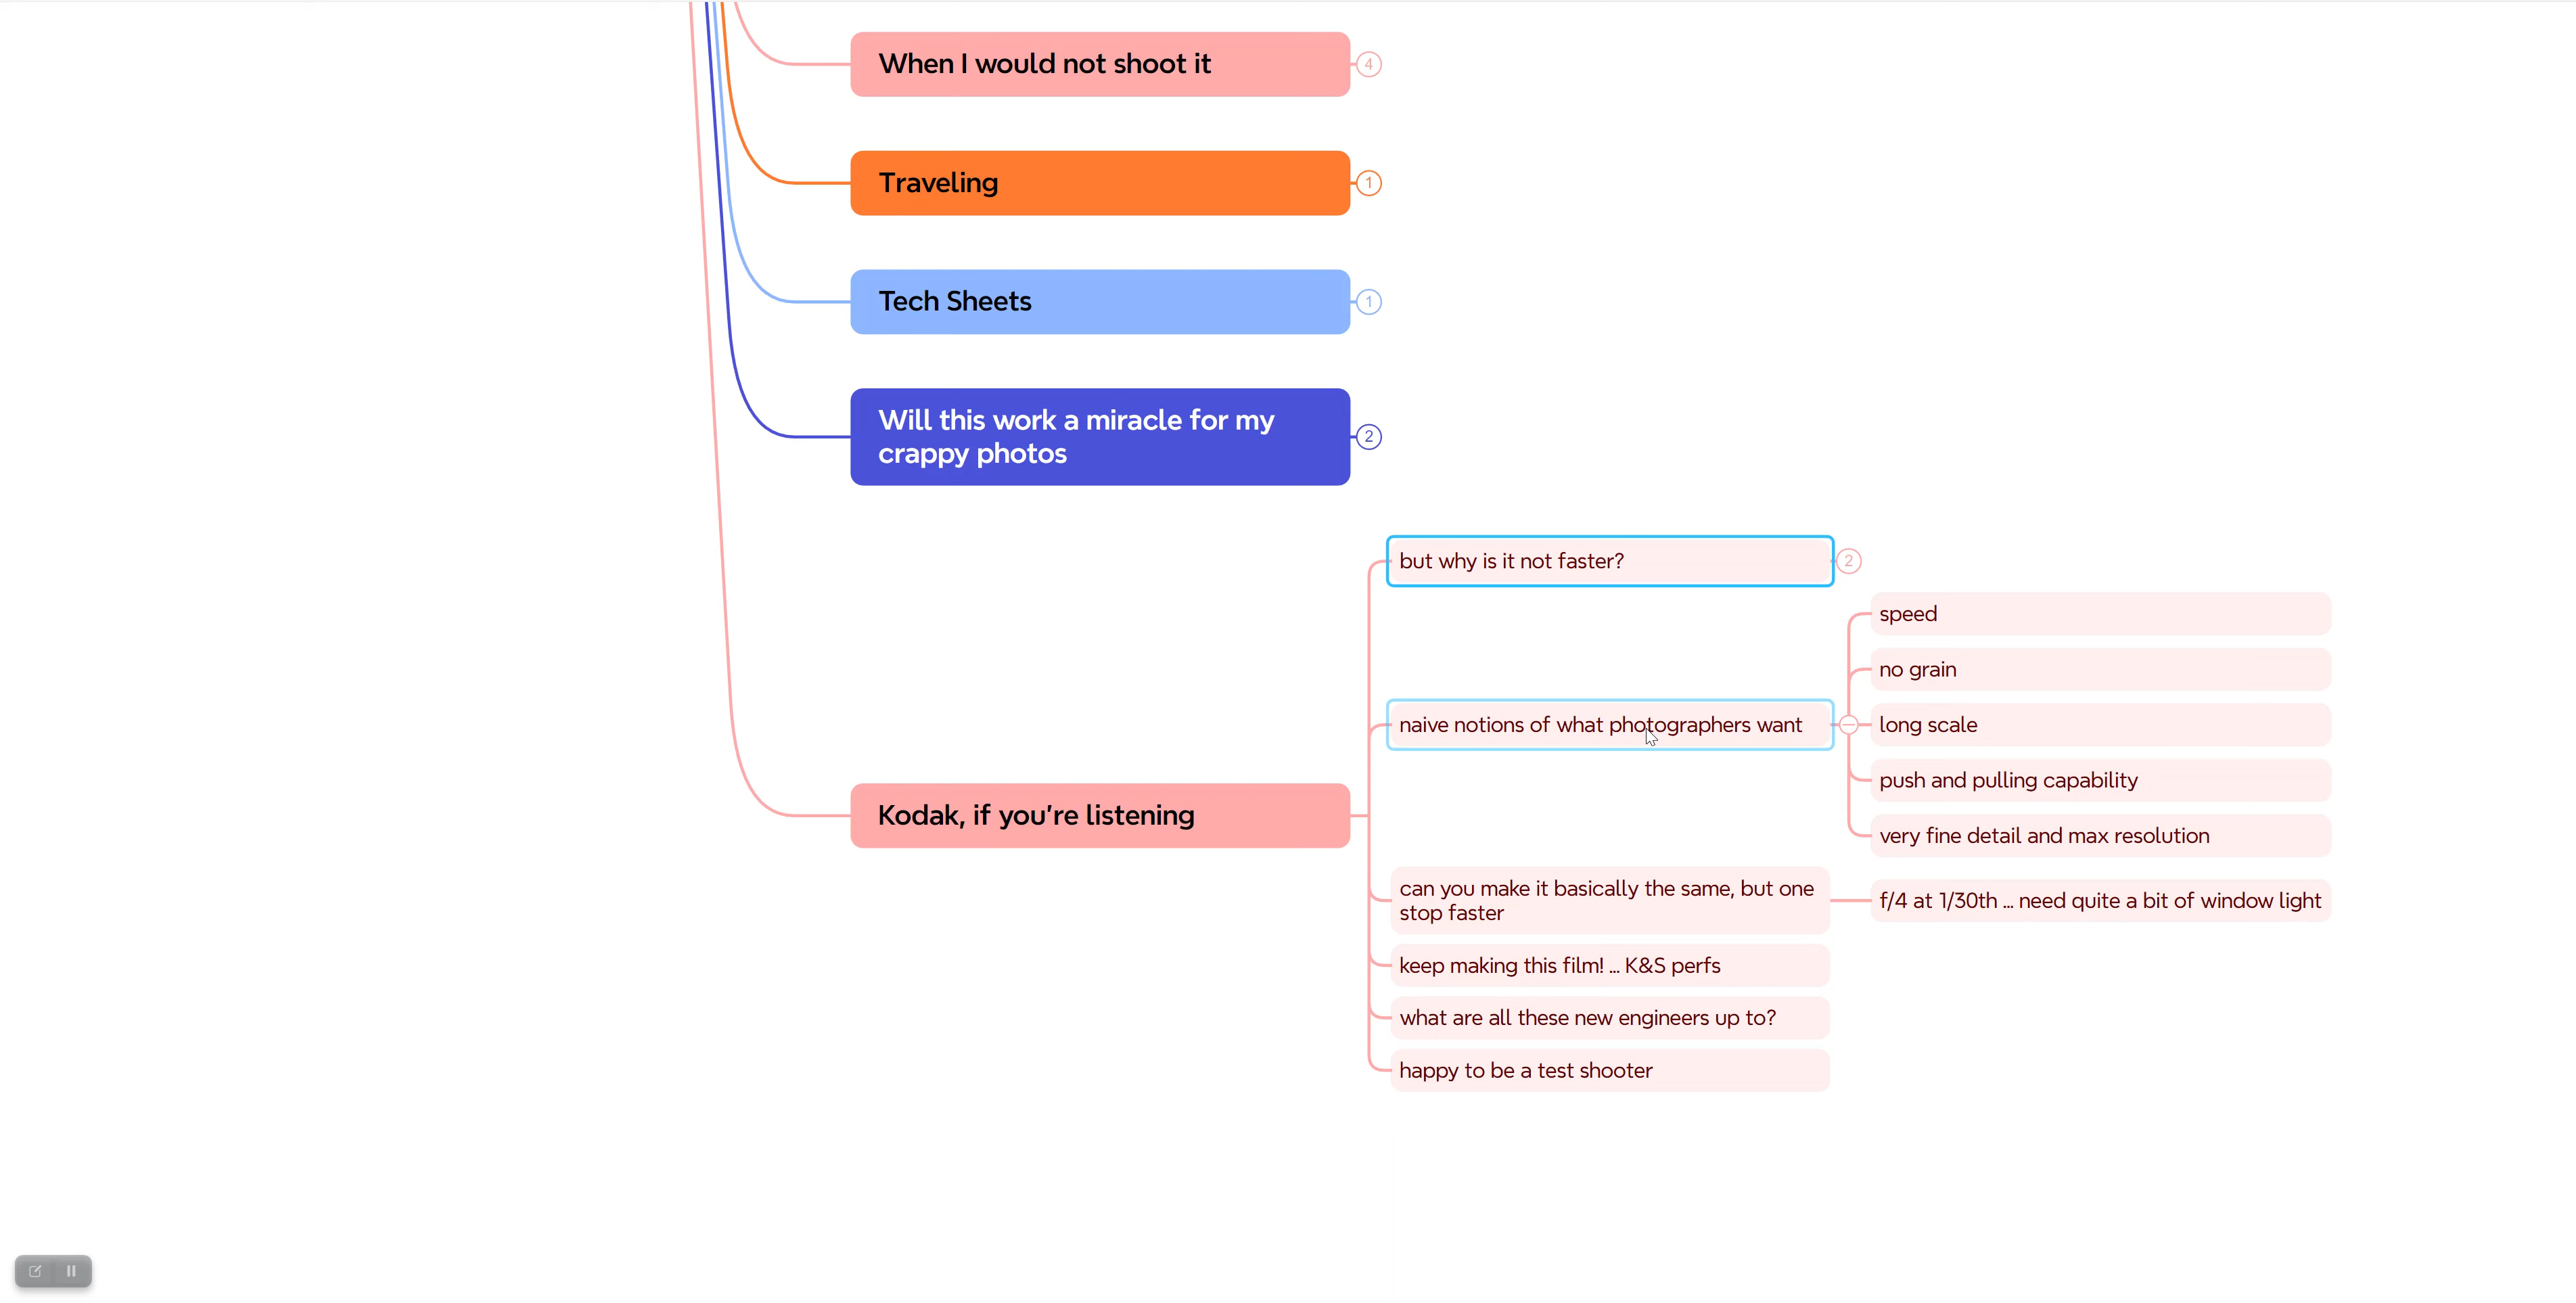 When I would not shoot it
4
Traveling
1
Tech Sheets
1
Will this work a miracle for my
crappy photos
2
Kodak, if you're listening
but why is it not faster?
2
naive notions of what photographers want
speed
no grain
long scale
push and pulling capability
very fine detail and max resolution
can you make it basically the same, but one
stop faster
f/4 at 1/30th ... need quite a bit of window light
keep making this film! ... K&S perfs
what are all these new engineers up to?
happy to be a test shooter